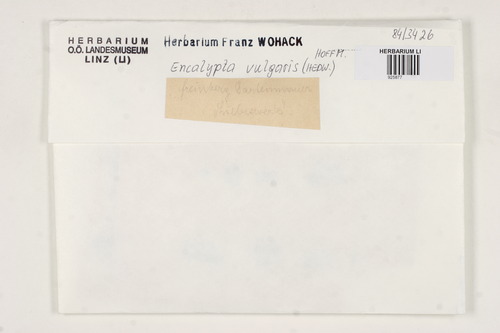 HERBARIUM
O.Ö. LANDESMUSEUM
LINZ (LI)
Herbarium Franz WOHACK
84/3426
HERBARIUM LI
HOFFM.
Encalypta vulgaris (HEDW.)